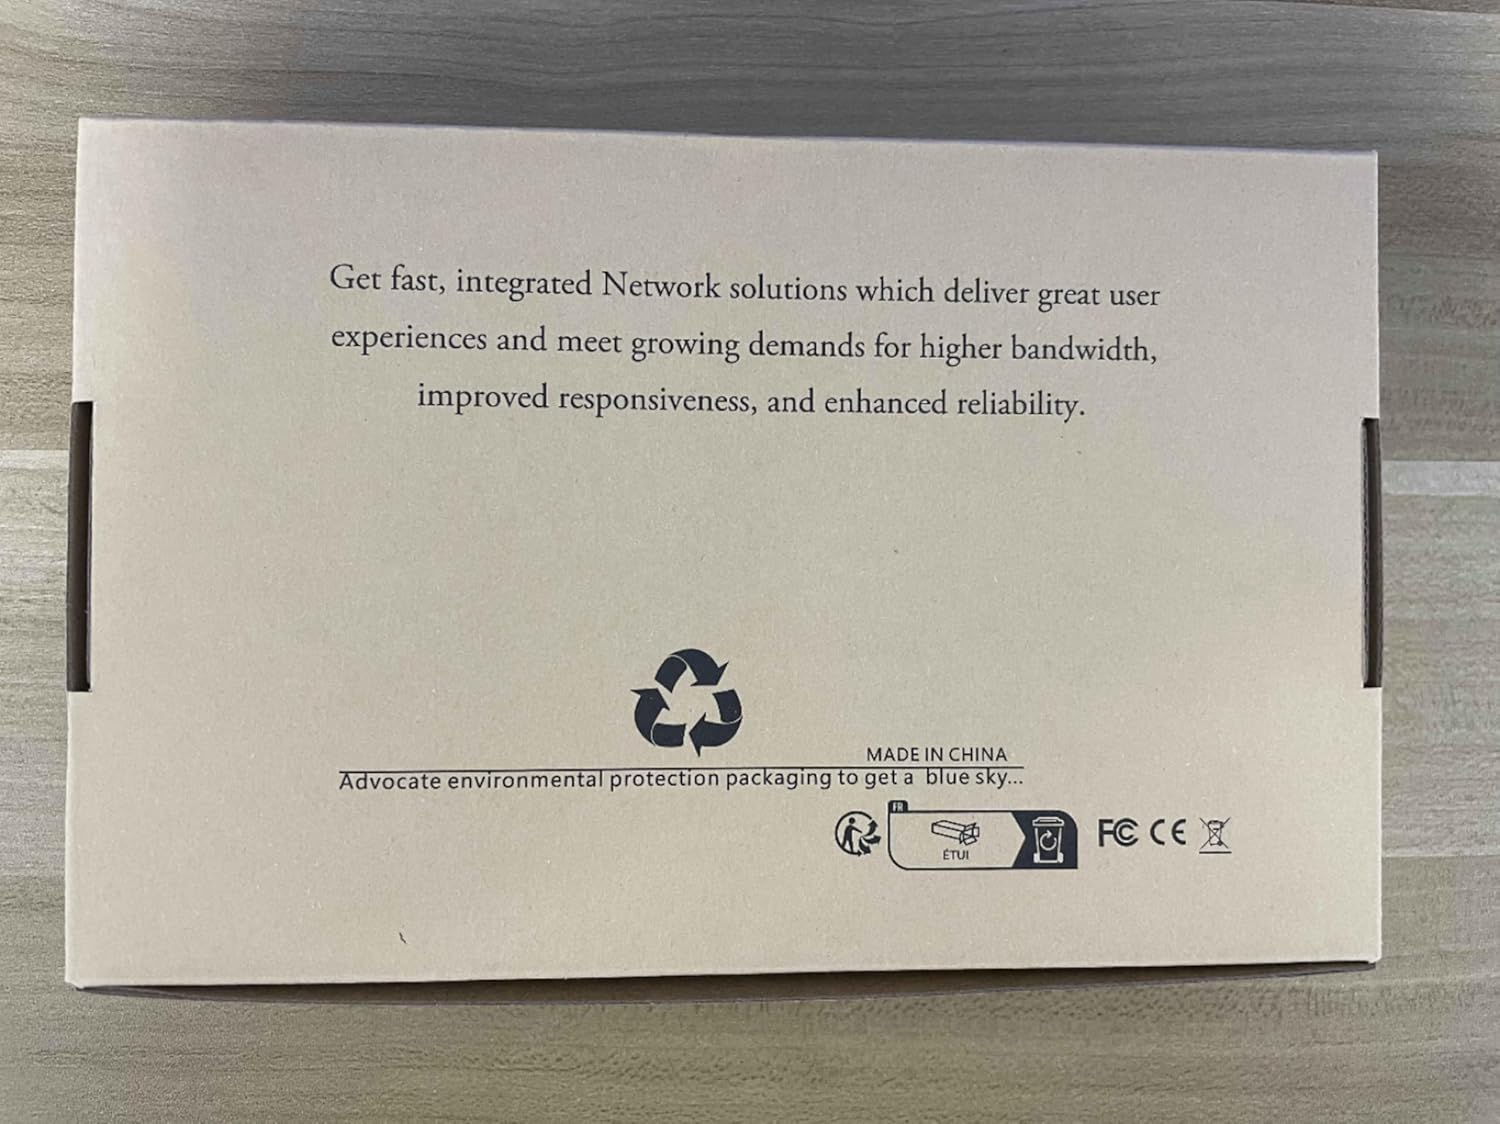 Get fast, integrated Network solutions which deliver great user
experiences and meet growing demands for higher bandwidth,
improved responsiveness, and enhanced reliability.
MADE IN CHINA
Advocate environmental protection packaging to get a blue sky...
FR
ÉTUI
FC CE